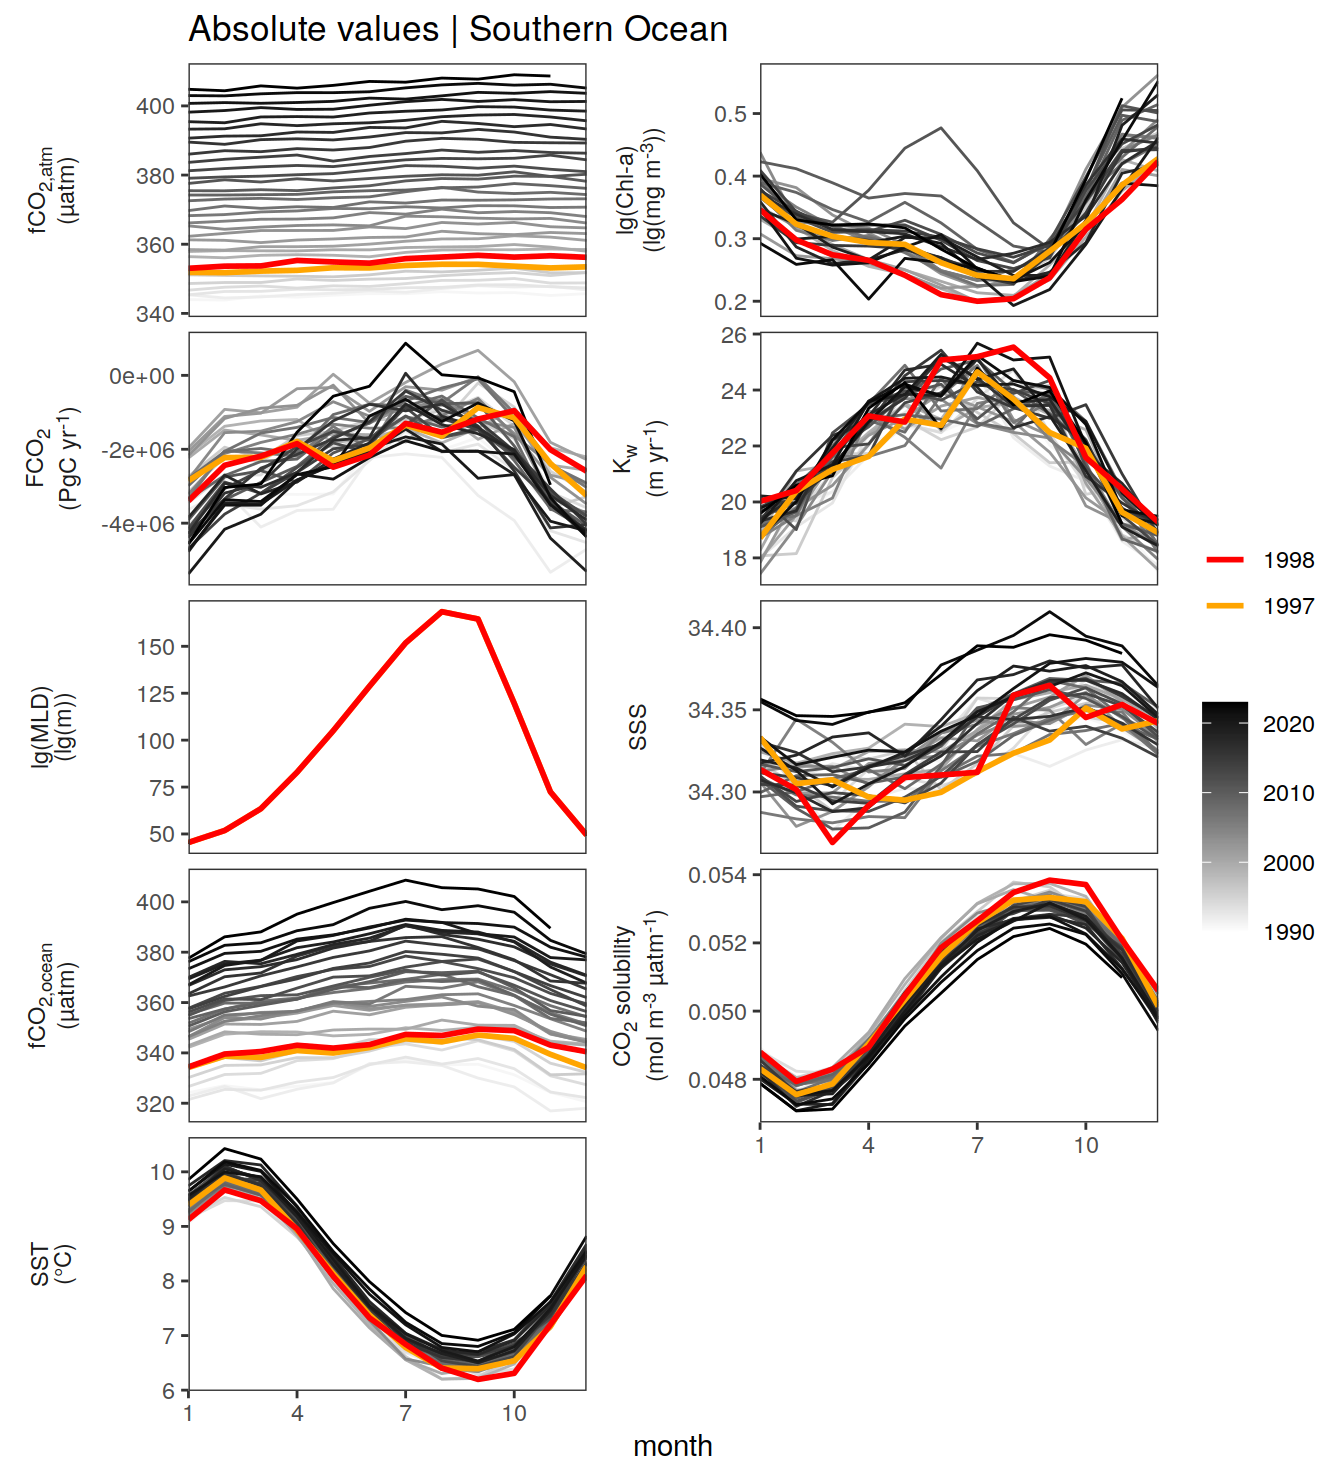 Absolute values | Southern Ocean
fCO2,atm
(µatm)
400
380
360
340
lg(Chl-a)
(lg(mg m-3))
0.5
0.4
0.3
0.2
FCO2
(PgC yr-1)
0e+00
-2e+06
-4e+06
Kw
(m yr-1)
26
24
22
20
18
lg(MLD)
(lg(m))
150
125
100
75
50
SSS
34.40
34.35
34.30
fCO2,ocean
(µatm)
400
380
360
340
320
CO2 solubility
(mol m-3 µatm-1)
0.054
0.052
0.050
0.048
1 4 7 10
SST
(°C)
10
9
8
7
6
1 4 7 10
month
1998
1997
2020
2010
2000
1990